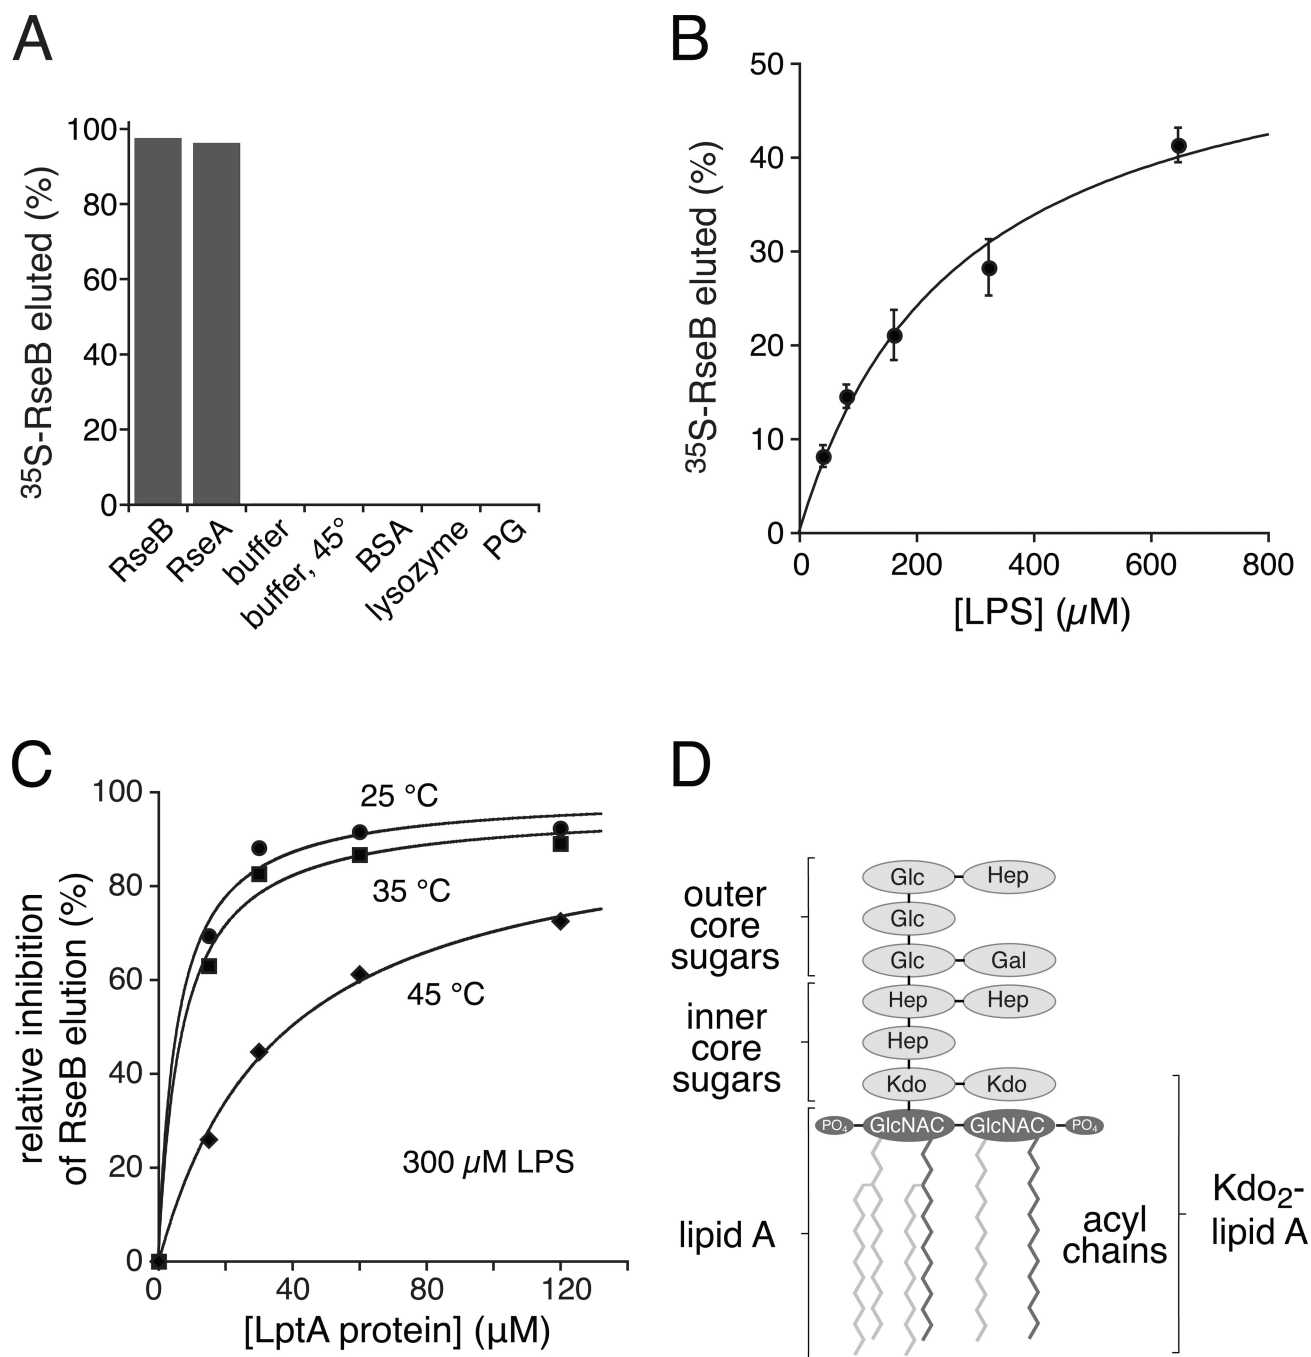 A
³⁵S-RseB eluted (%)
100
80
60
40
20
0
RseB
RseA
buffer
buffer, 45°
BSA
lysozyme
PG
B
³⁵S-RseB eluted (%)
50
40
30
20
10
0
0 200 400 600 800
[LPS] (µM)
C
relative inhibition
of RseB elution (%)
100
80
60
40
20
0
25 °C
35 °C
45 °C
300 µM LPS
0 40 80 120
[LptA protein] (µM)
D
outer
core
sugars
inner
core
sugars
lipid A
Glc Hep
Glc
Glc Gal
Hep Hep
Hep
Kdo Kdo
PO₄ GlcNAC GlcNAC PO₄
acyl
chains
Kdo₂-
lipid A